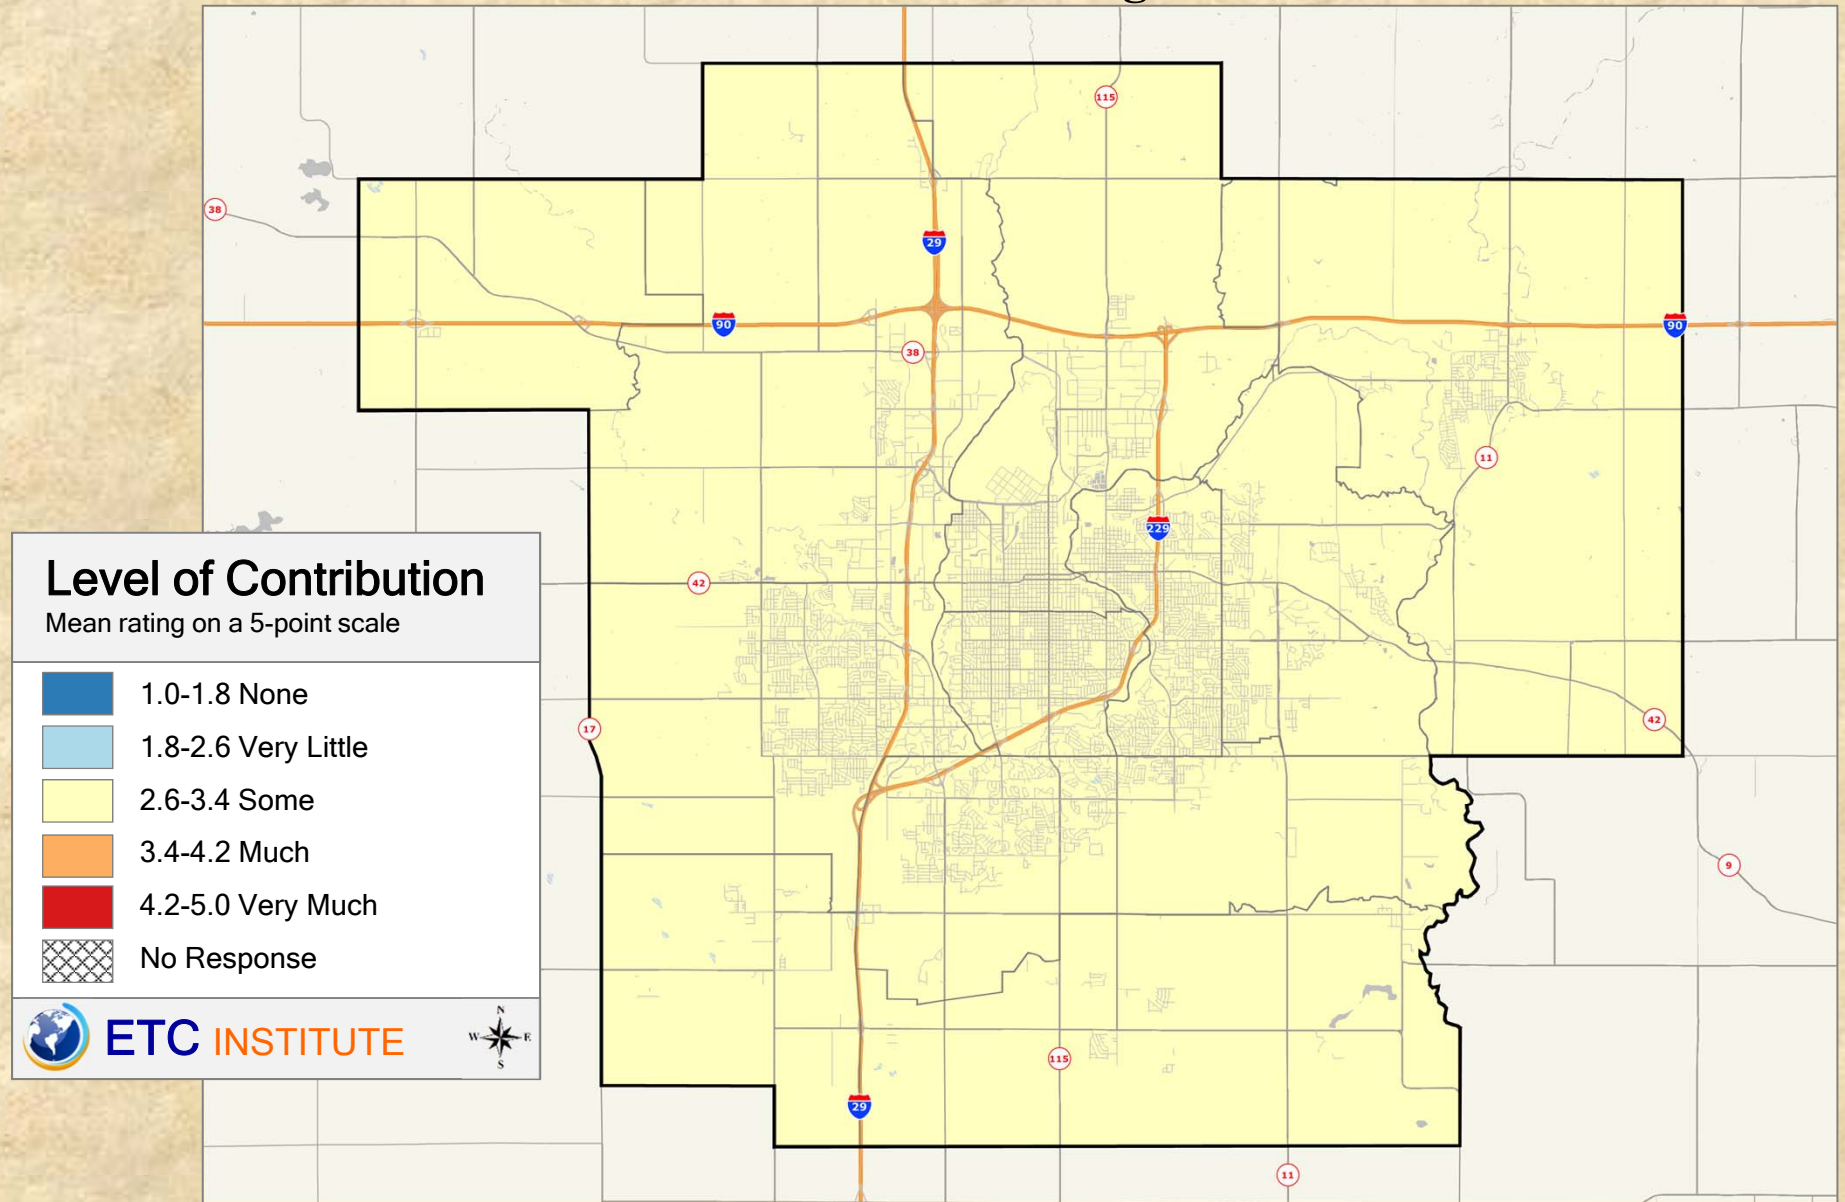 115
38
29
90
90
38
11
229
42
17
42
9
115
29
11
Level of Contribution
Mean rating on a 5-point scale
1.0-1.8 None
1.8-2.6 Very Little
2.6-3.4 Some
3.4-4.2 Much
4.2-5.0 Very Much
No Response
ETC INSTITUTE
N
W E
S